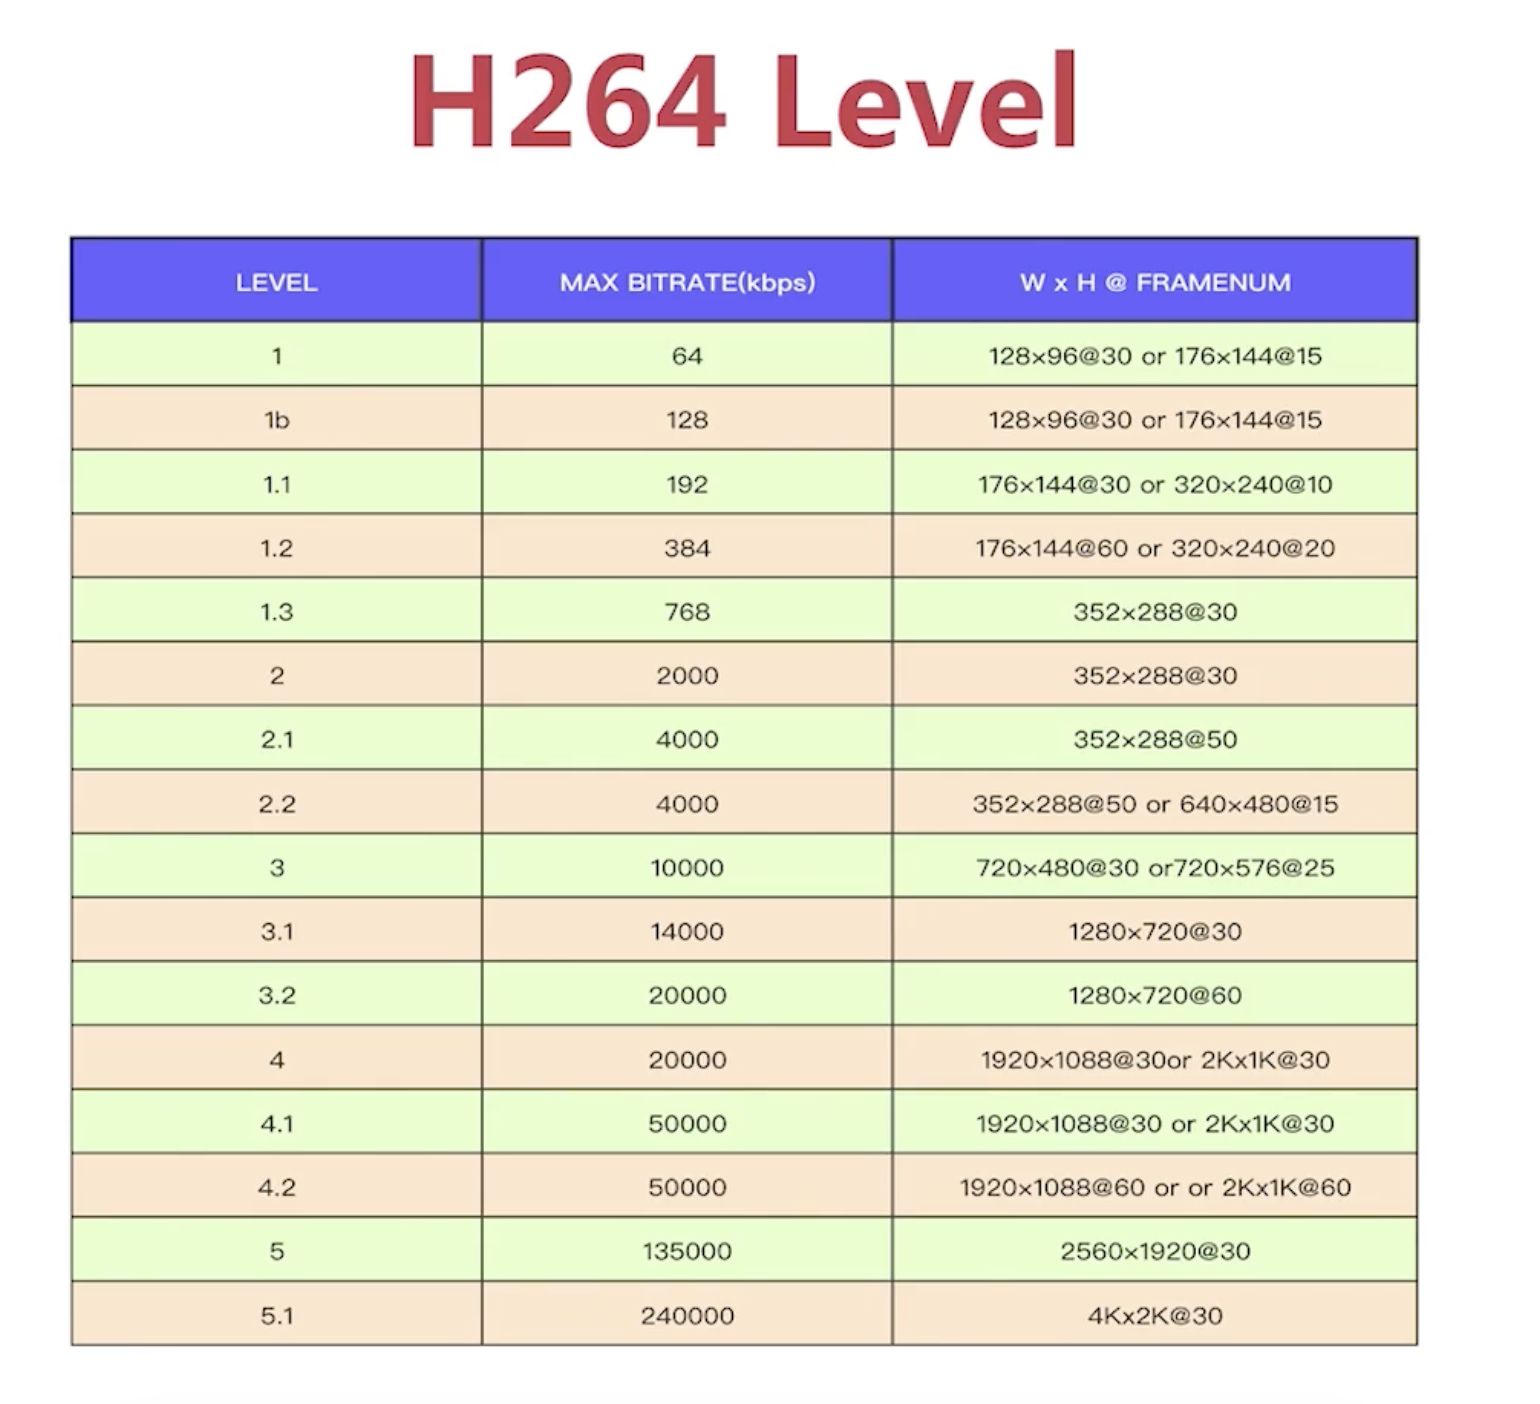 H264 Level
LEVEL MAX BITRATE(kbps) W x H @ FRAMENUM
1 64 128×96@30 or 176×144@15
1b 128 128×96@30 or 176×144@15
1.1 192 176×144@30 or 320×240@10
1.2 384 176×144@60 or 320×240@20
1.3 768 352×288@30
2 2000 352×288@30
2.1 4000 352×288@50
2.2 4000 352×288@50 or 640×480@15
3 10000 720×480@30 or720×576@25
3.1 14000 1280×720@30
3.2 20000 1280×720@60
4 20000 1920×1088@30or 2Kx1K@30
4.1 50000 1920×1088@30 or 2Kx1K@30
4.2 50000 1920×1088@60 or or 2Kx1K@60
5 135000 2560×1920@30
5.1 240000 4Kx2K@30